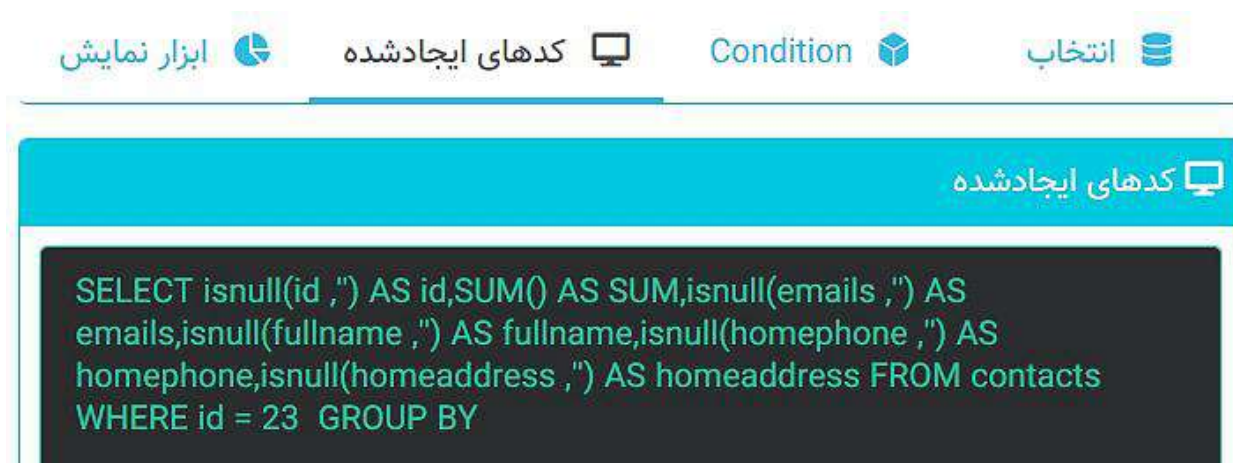 انتخاب
Condition
کدهای ایجادشده
ابزار نمایش
کدهای ایجادشده
SELECT isnull(id ,'') AS id,SUM() AS SUM,isnull(emails ,'') AS
emails,isnull(fullname ,'') AS fullname,isnull(homephone ,'') AS
homephone,isnull(homeaddress ,'') AS homeaddress FROM contacts
WHERE id = 23  GROUP BY